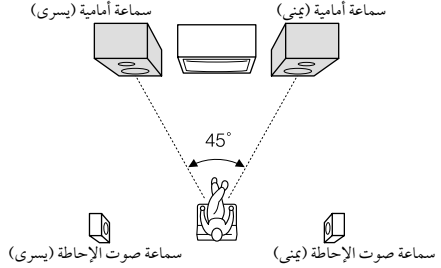 سماعة أمامية (يمنى)
سماعة أمامية (يسرى)
45°
سماعة صوت الإحاطة (يمنى)
سماعة صوت الإحاطة (يسرى)